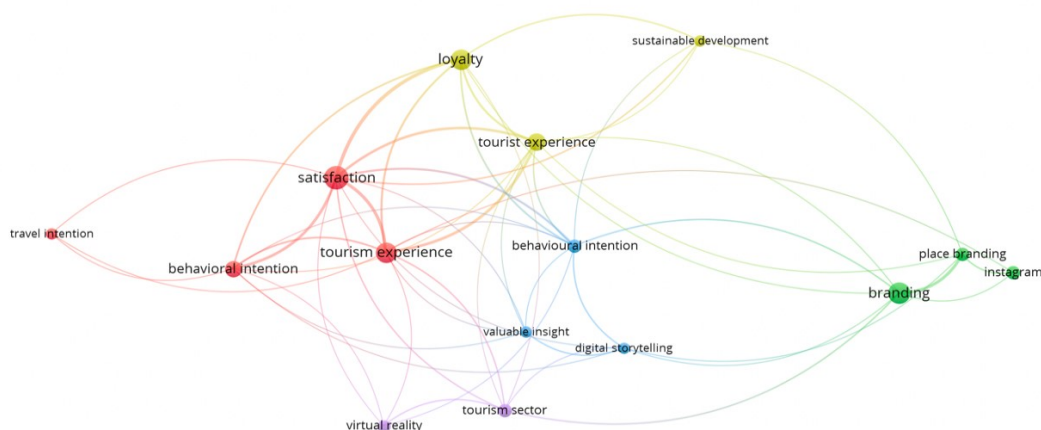 sustainable development
loyalty
tourist experience
satisfaction
travel intention
behavioural intention
tourism experience
place branding
behavioral intention
instagram
branding
valuable insight
digital storytelling
tourism sector
virtual reality